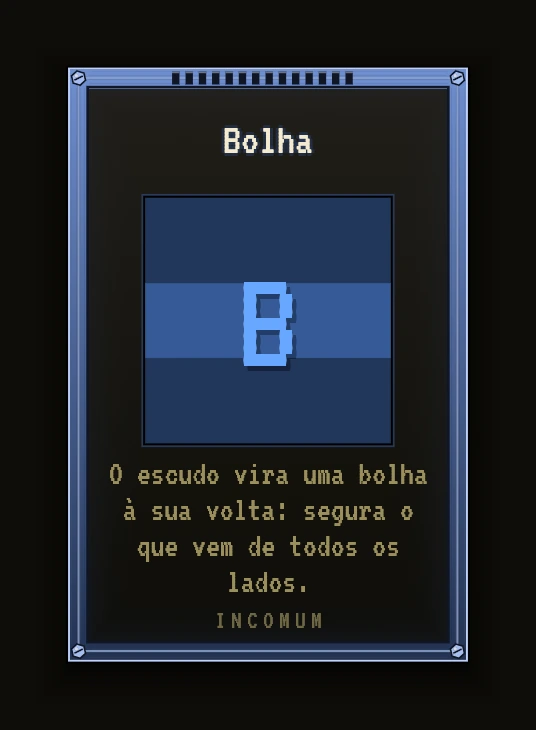 Bolha
B
O escudo vira uma bolha
à sua volta: segura o
que vem de todos os
lados.
INCOMUM